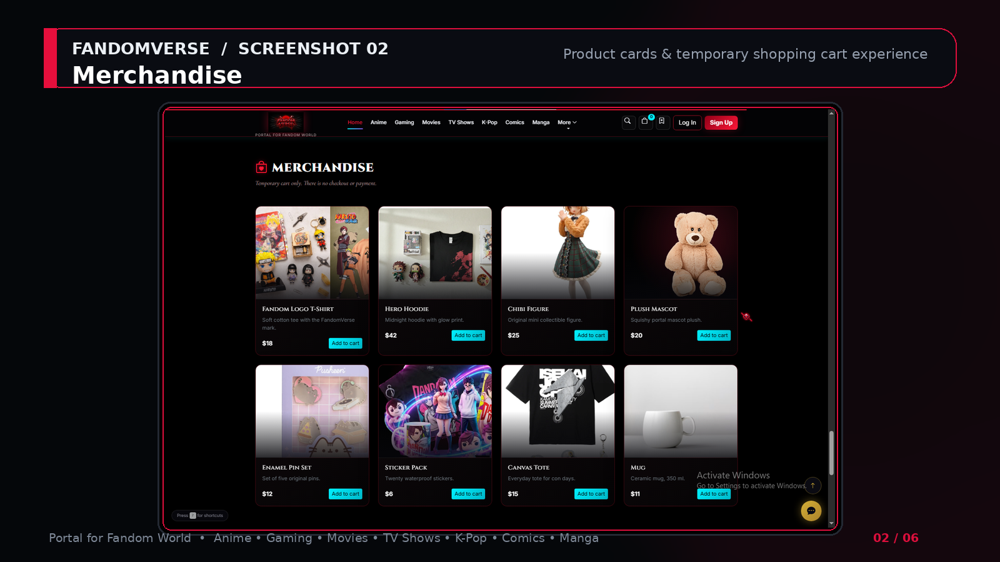 FANDOMVERSE / SCREENSHOT 02
Merchandise
Product cards & temporary shopping cart experience
PORTAL FOR FANDOM WORLD
Home Anime Gaming Movies TV Shows K-Pop Comics Manga More
0
Log In
Sign Up
MERCHANDISE
Temporary cart only. There is no checkout or payment.
NARUTO
FANDOM LOGO T-SHIRT
Soft cotton tee with the FandomVerse
mark.
$18
Add to cart
HERO HOODIE
Midnight hoodie with glow print.
$42
Add to cart
CHIBI FIGURE
Original mini collectible figure.
$25
Add to cart
PLUSH MASCOT
Squishy portal mascot plush.
$20
Add to cart
Pusheen
ENAMEL PIN SET
Set of five original pins.
$12
Add to cart
STICKER PACK
Twenty waterproof stickers.
$6
Add to cart
ISEKAI
CANVAS TOTE
Everyday tote for con days.
$15
Add to cart
MUG
Ceramic mug, 350 ml.
$11
Add to cart
Activate Windows
Go to Settings to activate Windows.
Press ? for shortcuts
Portal for Fandom World • Anime • Gaming • Movies • TV Shows • K-Pop • Comics • Manga
02 / 06